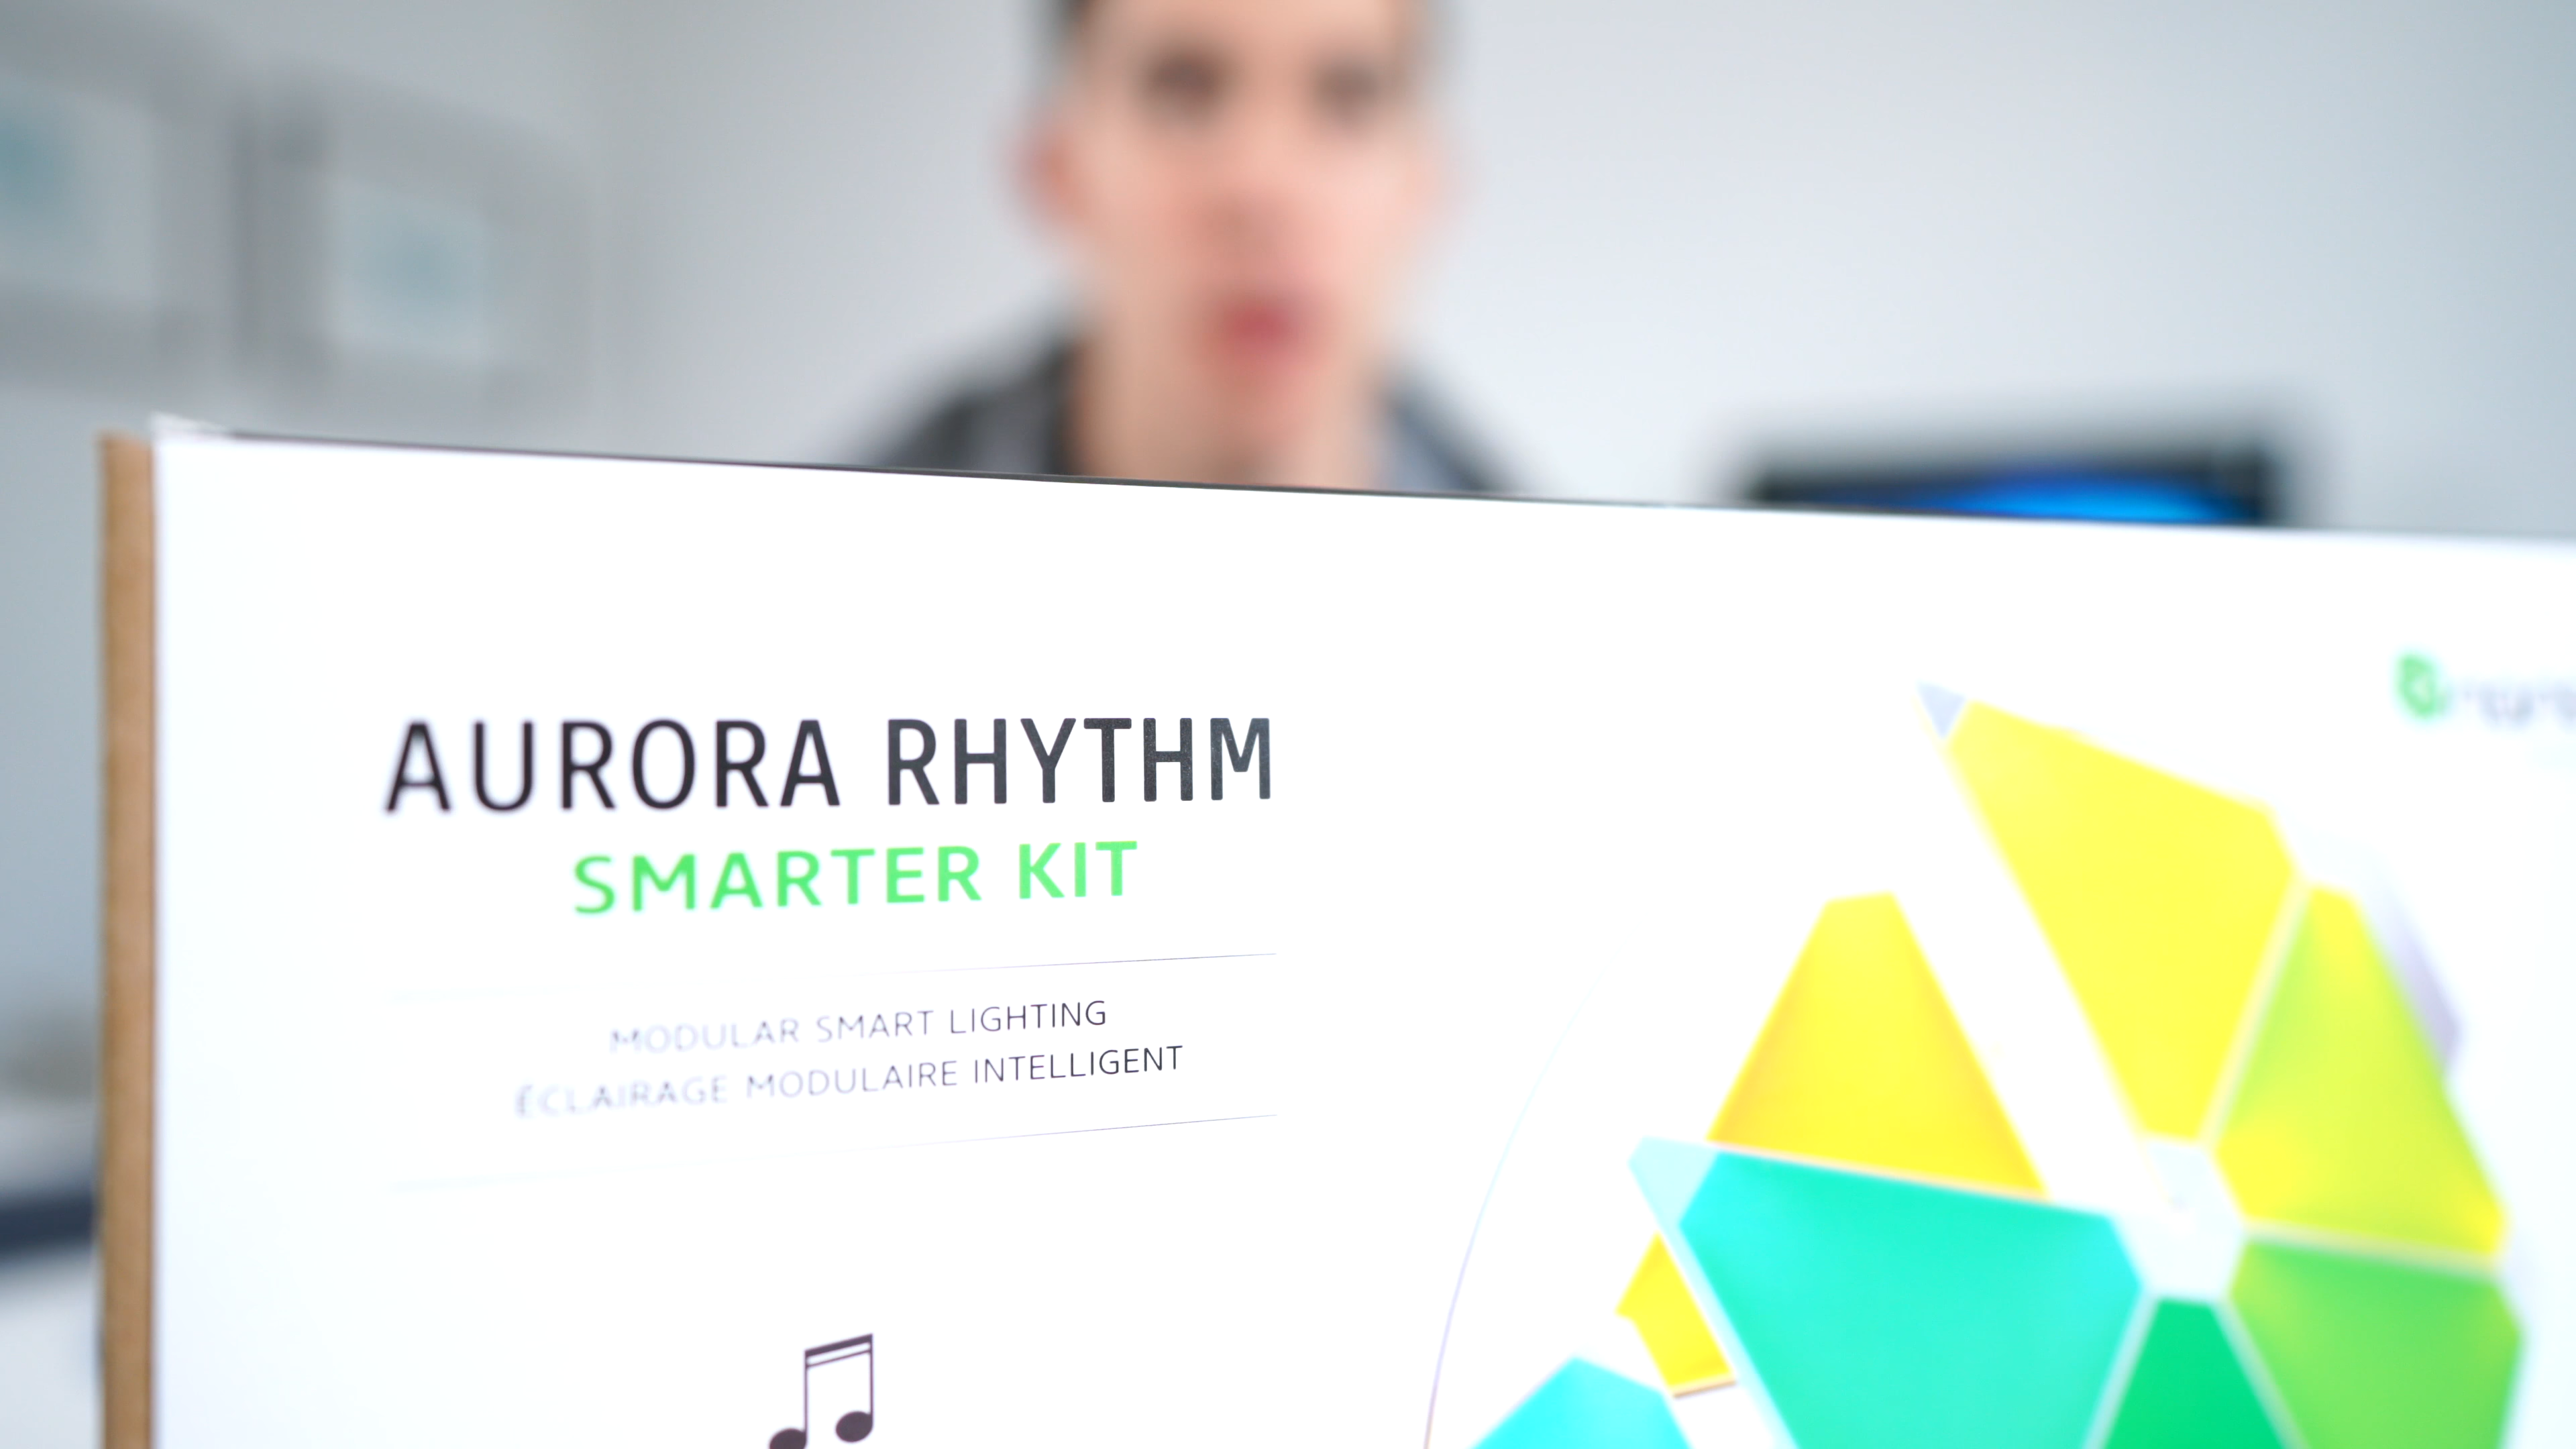 AURORA RHYTHM
SMARTER KIT
MODULAR SMART LIGHTING
ÉCLAIRAGE MODULAIRE INTELLIGENT